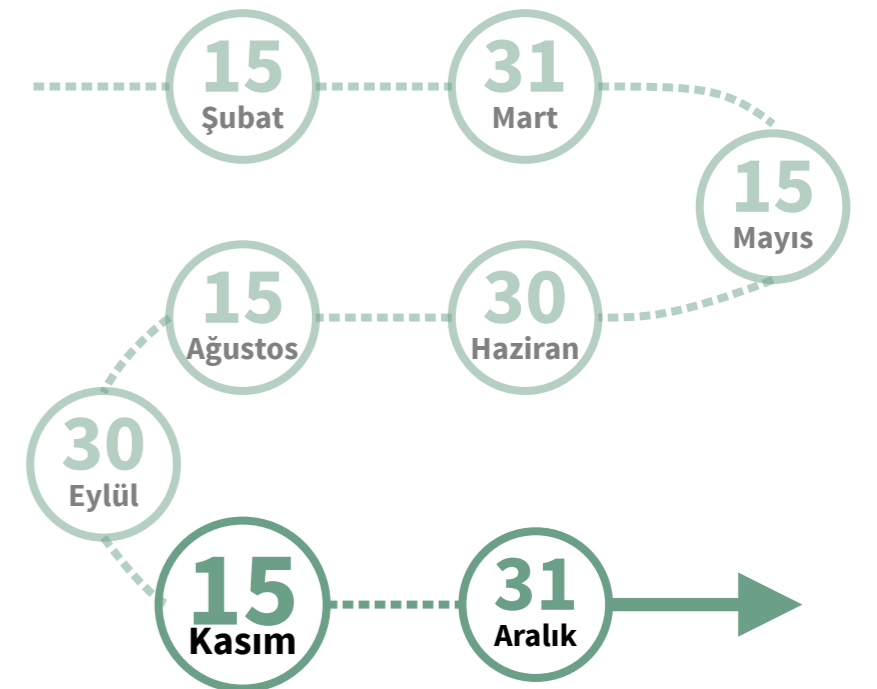 15
Şubat
31
Mart
15
Mayıs
30
Haziran
15
Ağustos
30
Eylül
15
Kasım
31
Aralık